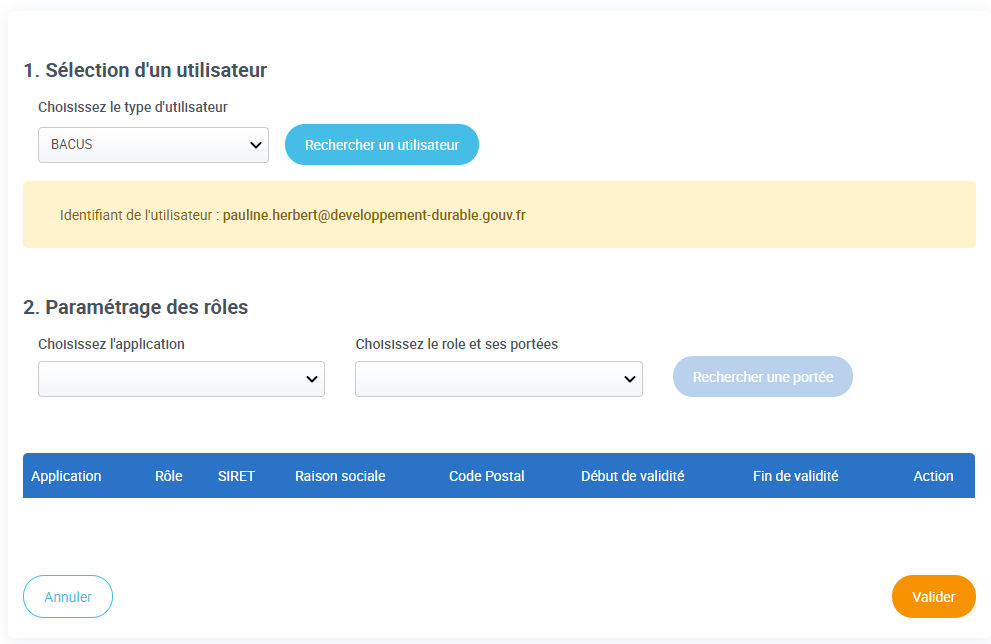 1. Sélection d'un utilisateur
Choisissez le type d'utilisateur
BACUS
Rechercher un utilisateur
Identifiant de l'utilisateur : pauline.herbert@developpement-durable.gouv.fr
2. Paramétrage des rôles
Choisissez l'application
Choisissez le role et ses portées
Rechercher une portée
Application Rôle SIRET Raison sociale Code Postal Début de validité Fin de validité Action
Annuler
Valider